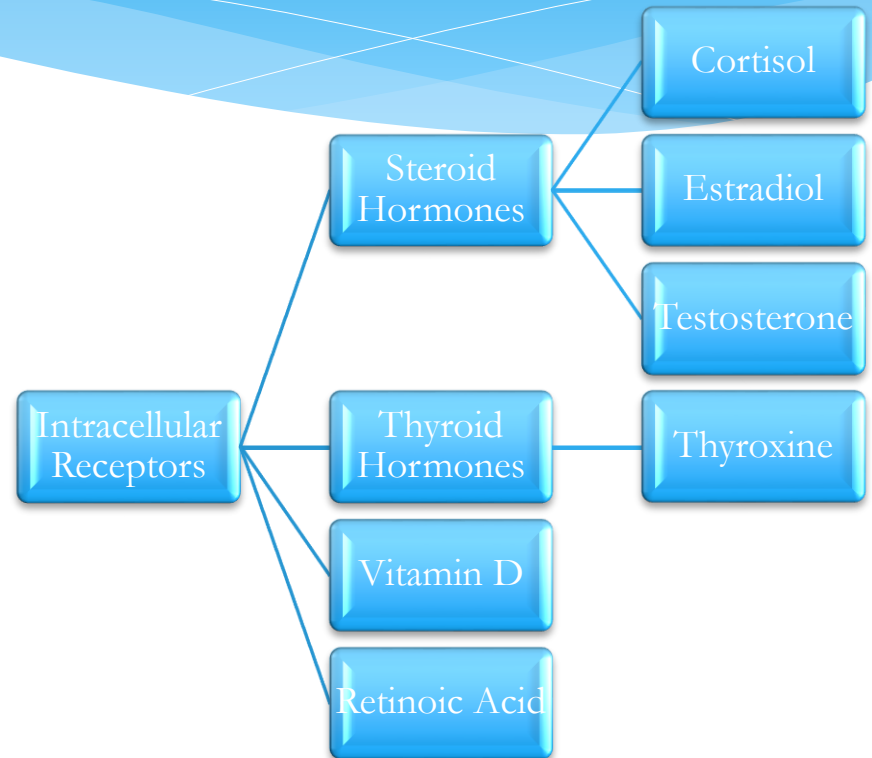 Cortisol
Steroid
Hormones
Estradiol
Testosterone
Intracellular
Receptors
Thyroid
Hormones
Thyroxine
Vitamin D
Retinoic Acid